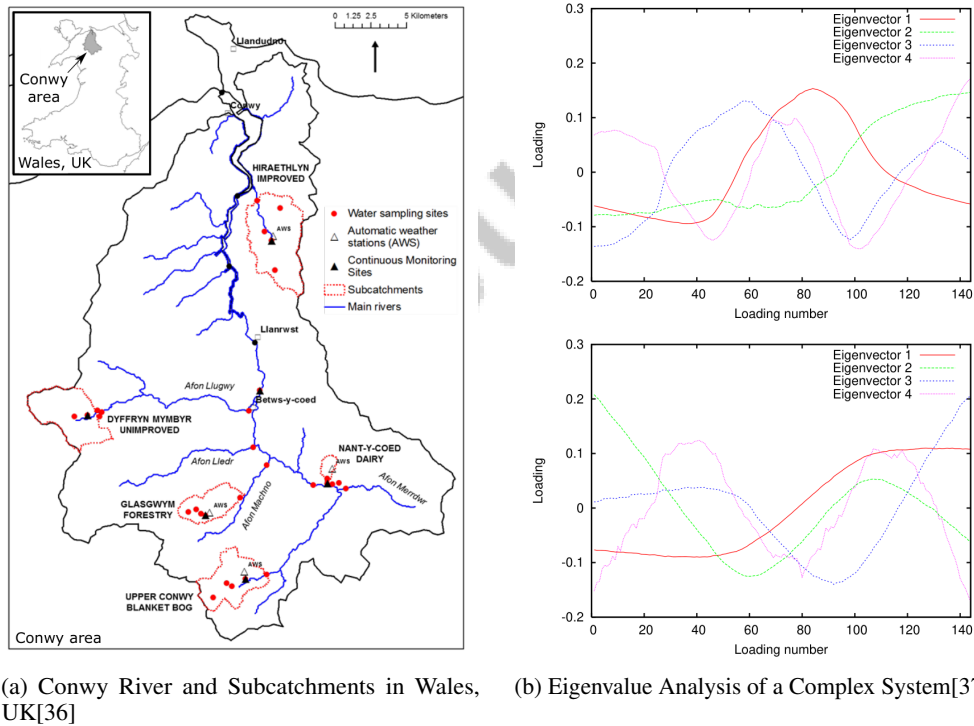 0 1.25 2.5 5 Kilometers
Llandudno
Conwy
area
Wales, UK
Conwy
HIRAETHLYN
IMPROVED
AWS
Water sampling sites
Automatic weather
stations (AWS)
Continuous Monitoring
Sites
Subcatchments
Main rivers
Llanrwst
Afon Llugwy
Betws-y-coed
DYFFRYN MYMBYR
UNIMPROVED
NANT-Y-COED
DAIRY
AWS
Afon Lledr
Afon Merrdwr
GLASGWYM
FORESTRY
AWS
Afon Machno
AWS
UPPER CONWY
BLANKET BOG
Conwy area
(a) Conwy River and Subcatchments in Wales,
UK[36]
0.3
0.2
0.1
0
-0.1
-0.2
Loading
Eigenvector 1
Eigenvector 2
Eigenvector 3
Eigenvector 4
0 20 40 60 80 100 120 140
Loading number
0.3
0.2
0.1
0
-0.1
-0.2
Loading
Eigenvector 1
Eigenvector 2
Eigenvector 3
Eigenvector 4
0 20 40 60 80 100 120 140
Loading number
(b) Eigenvalue Analysis of a Complex System[37